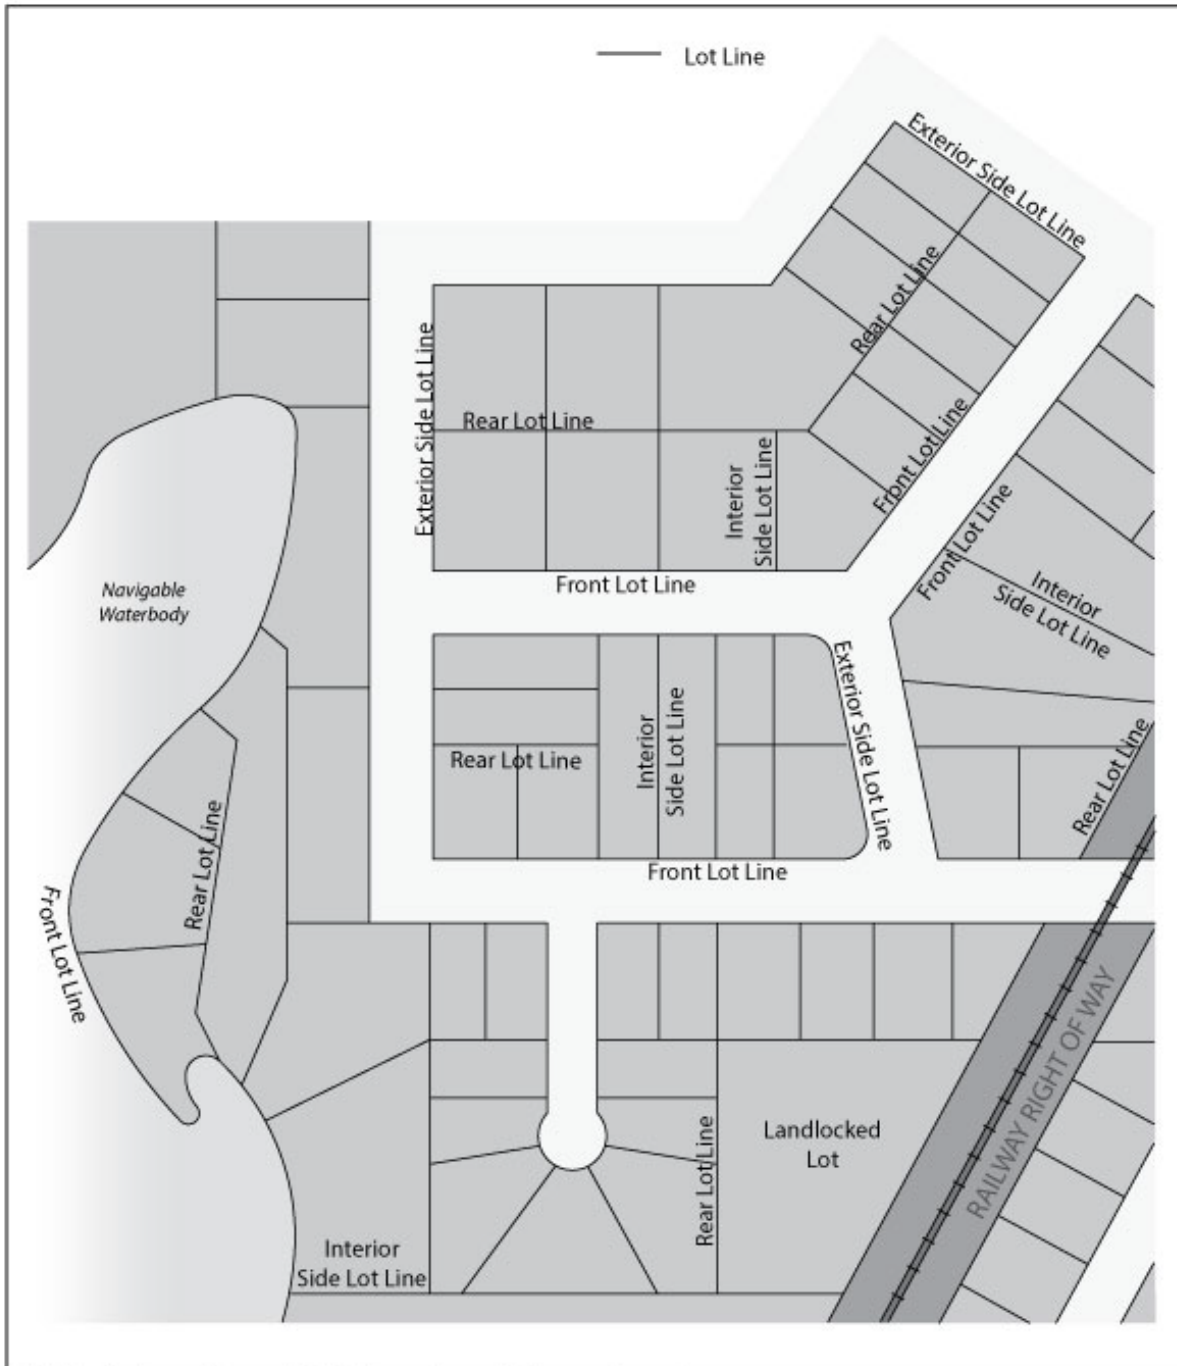 Lot Line
Exterior Side Lot Line
Rear Lot Line
Exterior Side Lot Line
Rear Lot Line
Front Lot Line
Interior
Side Lot Line
Front Lot Line
Front Lot Line
Interior
Side Lot Line
Navigable
Waterbody
Exterior Side Lot Line
Interior
Side Lot Line
Rear Lot Line
Rear Lot Line
Rear Lot Line
Front Lot Line
Front Lot Line
RAILWAY RIGHT OF WAY
Landlocked
Lot
Rear Lot Line
Interior
Side Lot Line